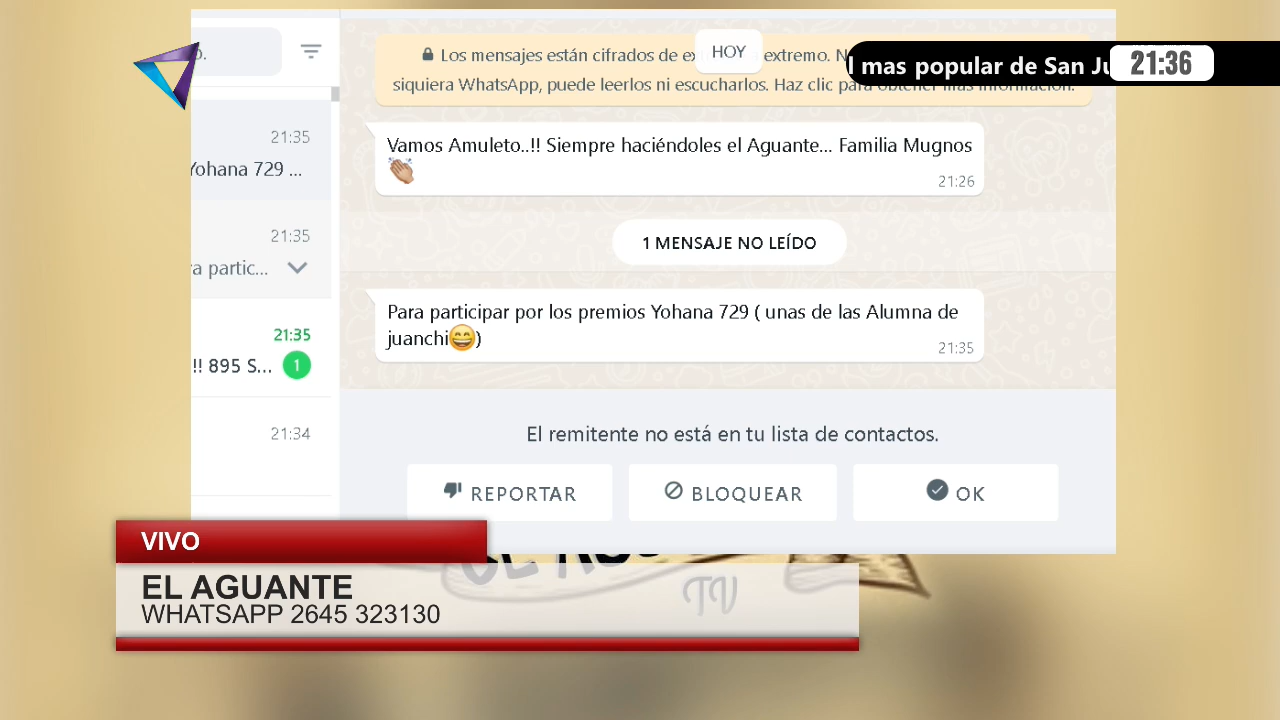 HOY
Los mensajes están cifrados de ex extremo. N
siquiera WhatsApp, puede leerlos ni escucharlos. Haz clic para obtener más información.
l mas popular de San Ju
21:36
21:35
Yohana 729 ...
21:35
ra partic...
21:35
!! 895 S... 1
21:34
Vamos Amuleto..!! Siempre haciéndoles el Aguante... Familia Mugnos
👏🏼
21:26
1 MENSAJE NO LEÍDO
Para participar por los premios Yohana 729 ( unas de las Alumna de
juanchi😄)
21:35
El remitente no está en tu lista de contactos.
REPORTAR BLOQUEAR OK
VIVO
TV
EL AGUANTE
WHATSAPP 2645 323130